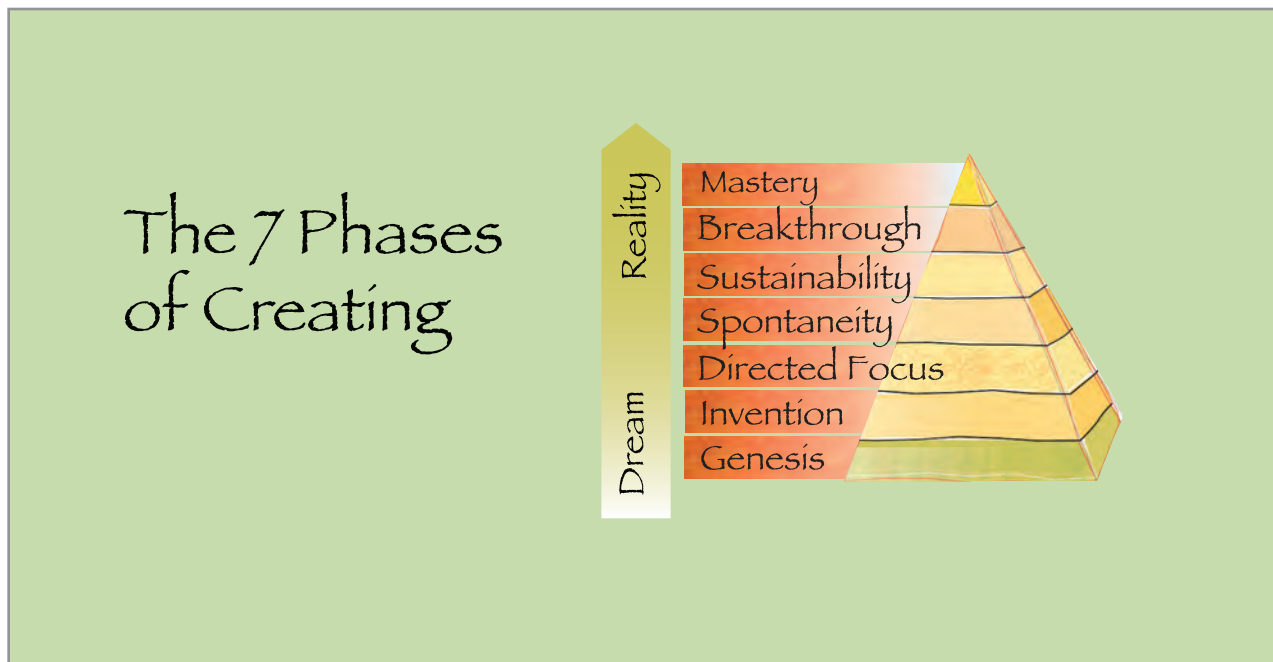 The 7 Phases
of Creating
Reality
Dream
Mastery
Breakthrough
Sustainability
Spontaneity
Directed Focus
Invention
Genesis